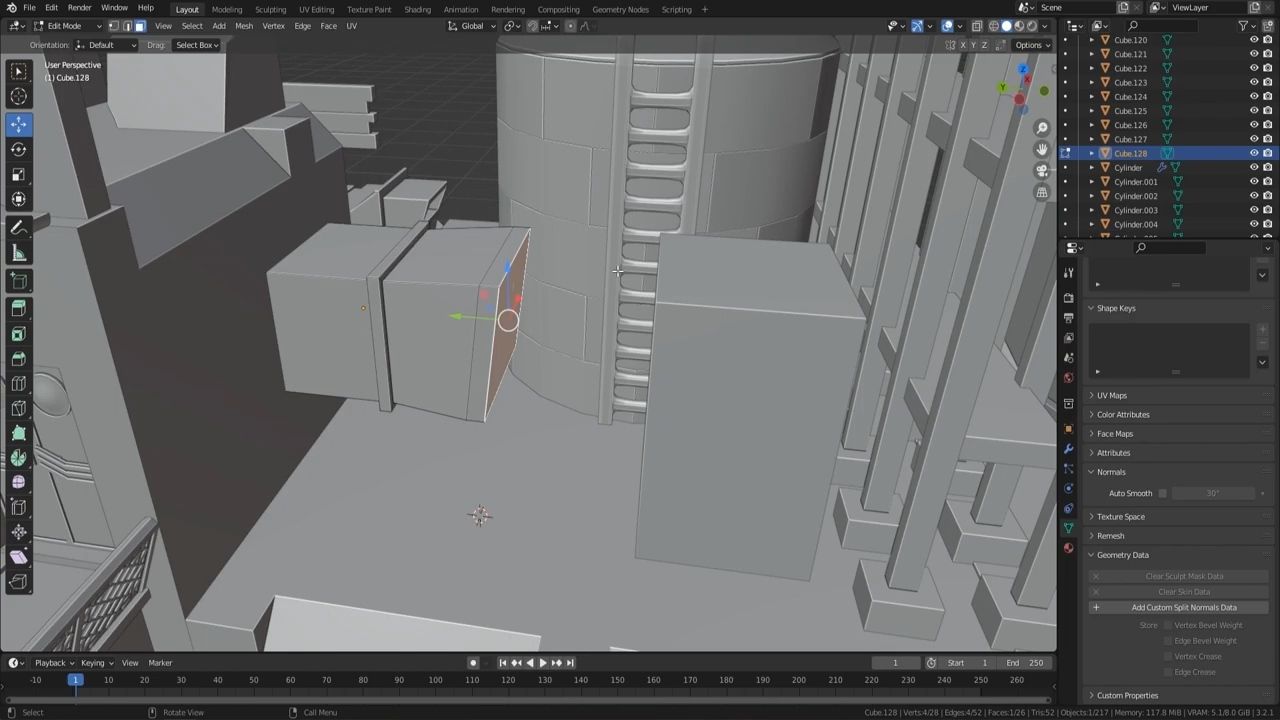 File Edit Render Window Help Layout Modeling Sculpting UV Editing Texture Paint Shading Animation Rendering Compositing Geometry Nodes Scripting + Scene ViewLayer
Edit Mode View Select Add Mesh Vertex Edge Face UV Global
Orientation: Default Drag: Select Box X Y Z Options
User Perspective
(1) Cube.128
Z
Y
X
Cube.120
Cube.121
Cube.122
Cube.123
Cube.124
Cube.125
Cube.126
Cube.127
Cube.128
Cylinder
Cylinder.001
Cylinder.002
Cylinder.003
Cylinder.004
Shape Keys
UV Maps
Color Attributes
Face Maps
Attributes
Normals
Auto Smooth 30°
Texture Space
Remesh
Geometry Data
Clear Sculpt Mask Data
Clear Skin Data
Add Custom Split Normals Data
Store Vertex Bevel Weight
Edge Bevel Weight
Vertex Crease
Edge Crease
Custom Properties
Playback Keying View Marker 1 Start 1 End 250
-10 1 10 20 30 40 50 60 70 80 90 100 110 120 130 140 150 160 170 180 190 200 210 220 230 240 250 260
Select Rotate View Call Menu Cube.128 | Verts:4/28 | Edges:4/52 | Faces:1/26 | Tris:52 | Objects:1/217 | Memory: 117.8 MiB | VRAM: 5.1/8.0 GiB | 3.2.1